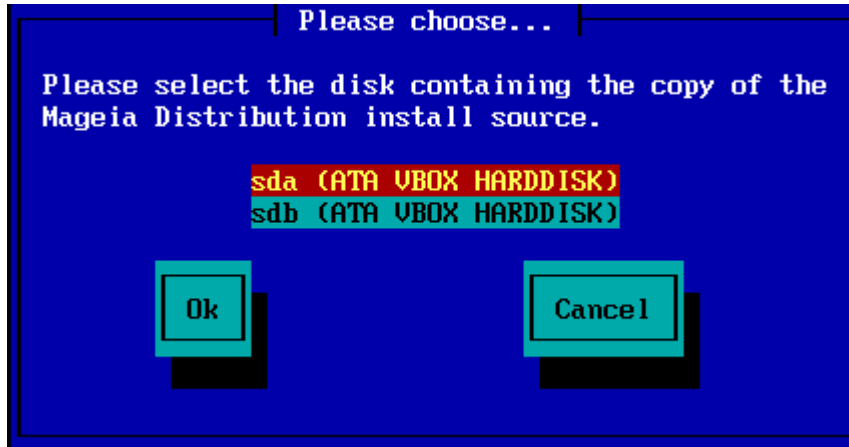 Please choose...
Please select the disk containing the copy of the
Mageia Distribution install source.
sda (ATA VBOX HARDDISK)
sdb (ATA VBOX HARDDISK)
Ok Cancel